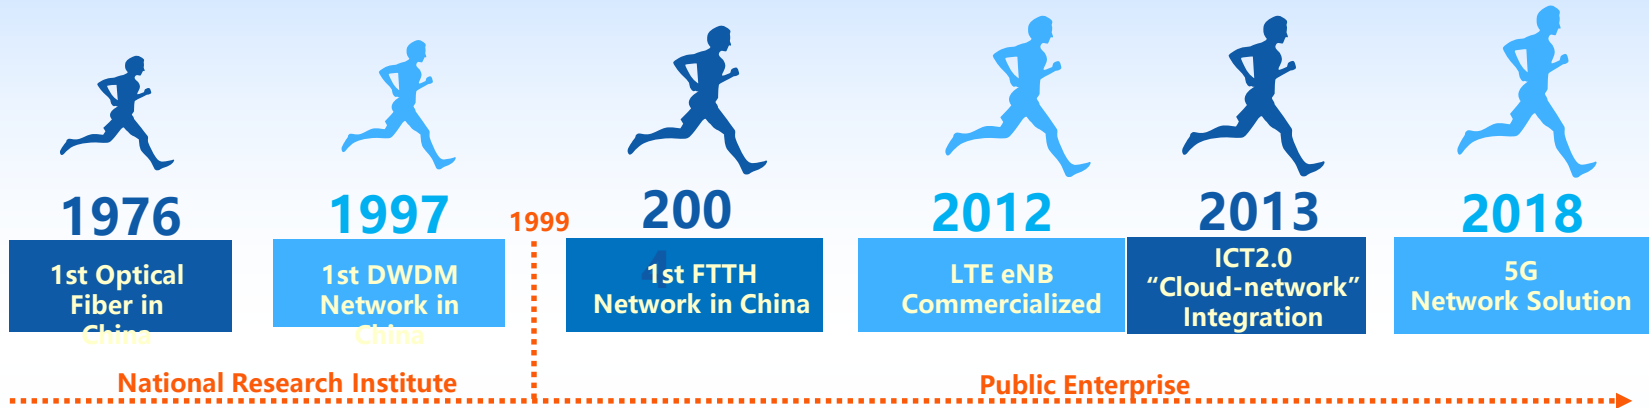 1976
1st Optical
Fiber in
China
1997
1st DWDM
Network in
China
1999
200
4
1st FTTH
Network in China
2012
LTE eNB
Commercialized
2013
ICT2.0
“Cloud-network”
Integration
2018
5G
Network Solution
National Research Institute
Public Enterprise